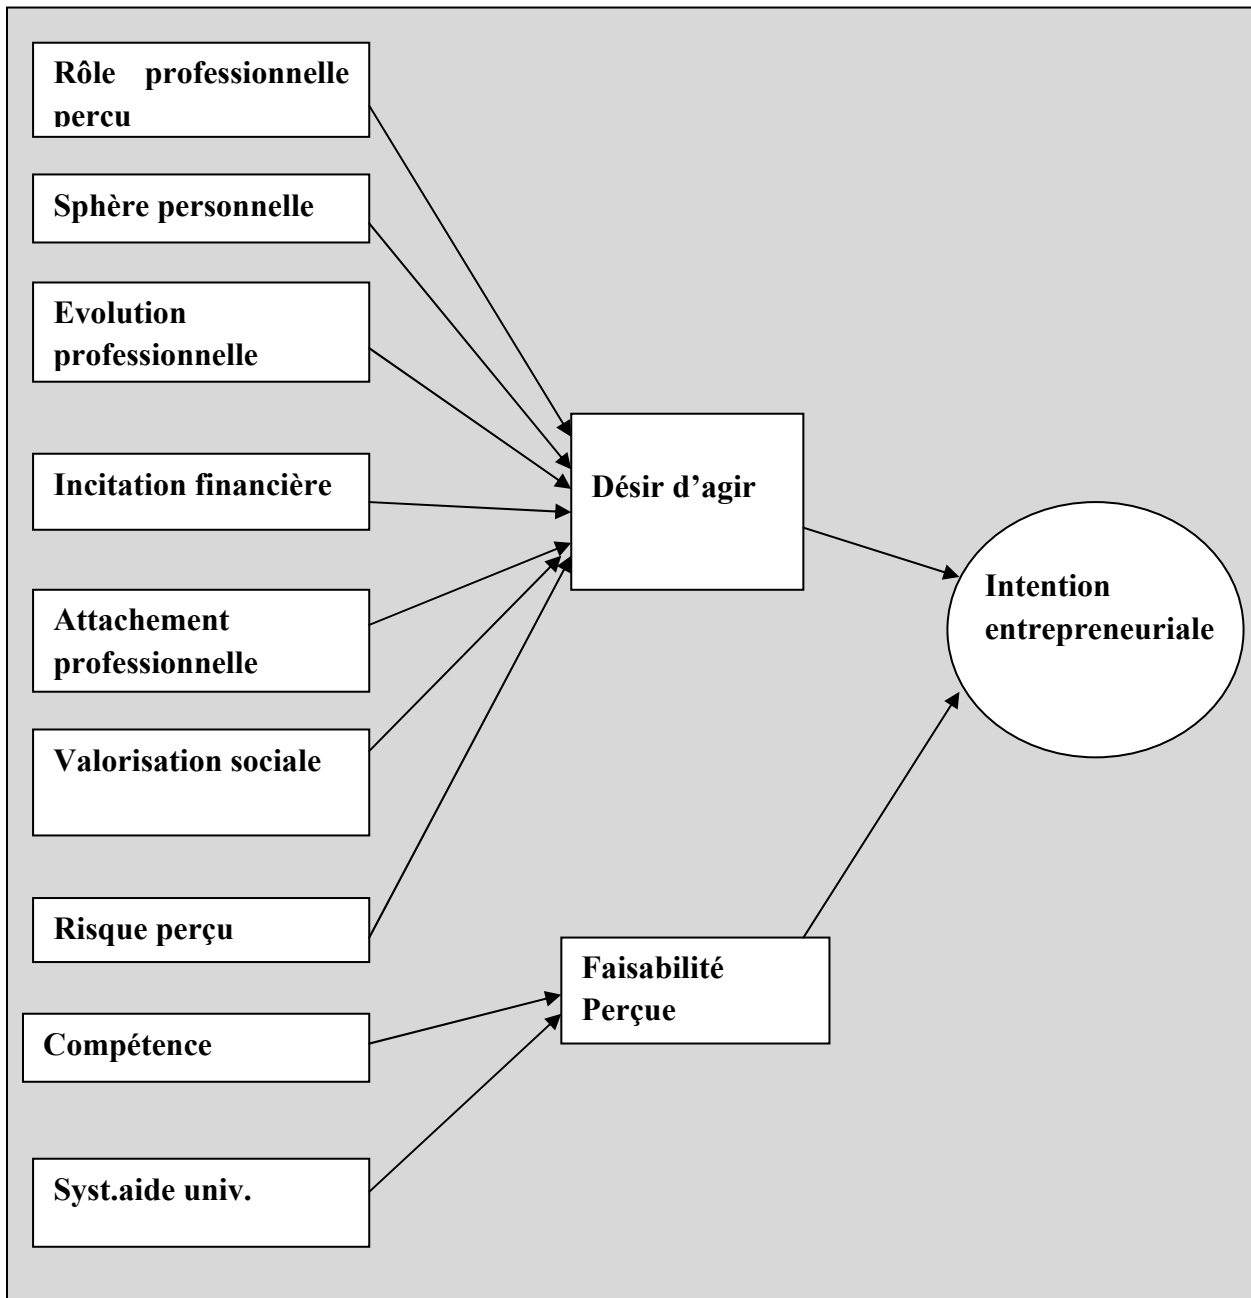 Rôle professionnelle
perçu
Sphère personnelle
Evolution
professionnelle
Incitation financière
Désir d’agir
Attachement
professionnelle
Intention
entrepreneuriale
Valorisation sociale
Risque perçu
Faisabilité
Perçue
Compétence
Syst.aide univ.